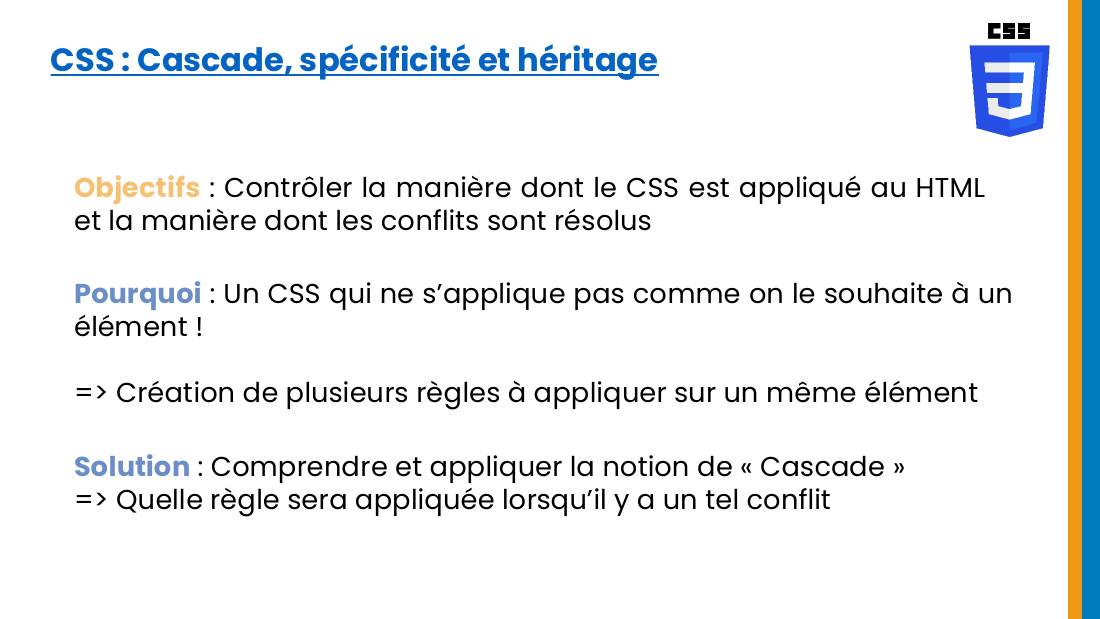 CSS
CSS : Cascade, spécificité et héritage
Objectifs : Contrôler la manière dont le CSS est appliqué au HTML
et la manière dont les conflits sont résolus
Pourquoi : Un CSS qui ne s’applique pas comme on le souhaite à un
élément !
=> Création de plusieurs règles à appliquer sur un même élément
Solution : Comprendre et appliquer la notion de « Cascade »
=> Quelle règle sera appliquée lorsqu’il y a un tel conflit